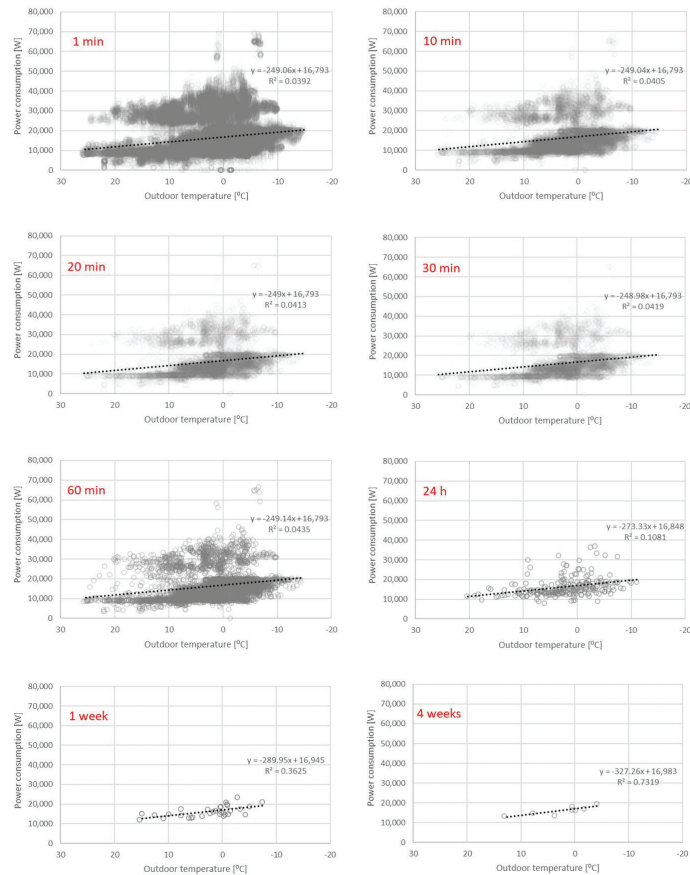 80,000
70,000
60,000
50,000
40,000
30,000
20,000
10,000
0
Power consumption [W]
1 min
y = -249.06x + 16,793
R² = 0.0392
30 20 10 0 -10 -20
Outdoor temperature [⁰C]
80,000
70,000
60,000
50,000
40,000
30,000
20,000
10,000
0
Power consumption [W]
10 min
y = -249.04x + 16,793
R² = 0.0405
30 20 10 0 -10 -20
Outdoor temperature [⁰C]
80,000
70,000
60,000
50,000
40,000
30,000
20,000
10,000
0
Power consumption [W]
20 min
y = -249x + 16,793
R² = 0.0413
30 20 10 0 -10 -20
Outdoor temperature [⁰C]
80,000
70,000
60,000
50,000
40,000
30,000
20,000
10,000
0
Power consumption [W]
30 min
y = -248.98x + 16,793
R² = 0.0419
30 20 10 0 -10 -20
Outdoor temperature [⁰C]
80,000
70,000
60,000
50,000
40,000
30,000
20,000
10,000
0
Power consumption [W]
60 min
y = -249.14x + 16,793
R² = 0.0435
30 20 10 0 -10 -20
Outdoor temperature [⁰C]
80,000
70,000
60,000
50,000
40,000
30,000
20,000
10,000
0
Power consumption [W]
24 h
y = -273.33x + 16,848
R² = 0.1081
30 20 10 0 -10 -20
Outdoor temperature [⁰C]
80,000
70,000
60,000
50,000
40,000
30,000
20,000
10,000
0
Power consumption [W]
1 week
y = -289.95x + 16,945
R² = 0.3625
30 20 10 0 -10 -20
Outdoor temperature [⁰C]
80,000
70,000
60,000
50,000
40,000
30,000
20,000
10,000
0
Power consumption [W]
4 weeks
y = -327.26x + 16,983
R² = 0.7319
30 20 10 0 -10 -20
Outdoor temperature [⁰C]